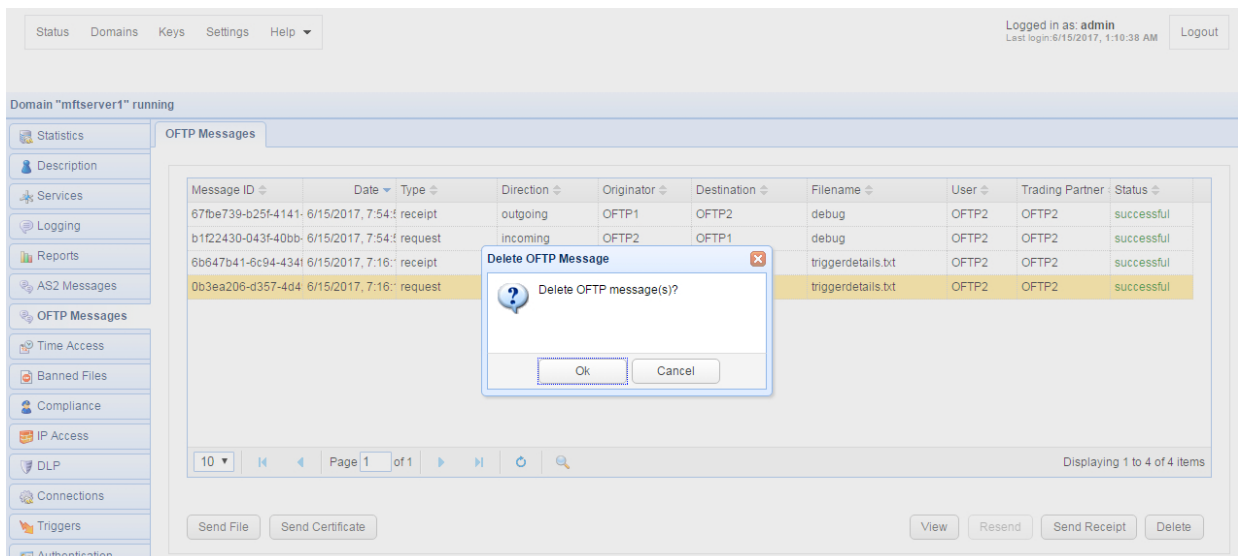 Status Domains Keys Settings Help
Logged in as: admin
Last login:6/15/2017, 1:10:38 AM
Logout
Domain "mftserver1" running
Statistics
Description
Services
Logging
Reports
AS2 Messages
OFTP Messages
Time Access
Banned Files
Compliance
IP Access
DLP
Connections
Triggers
Authentication
OFTP Messages
Message ID Date Type Direction Originator Destination Filename User Trading Partner Status
67fbe739-b25f-4141- 6/15/2017, 7:54: receipt outgoing OFTP1 OFTP2 debug OFTP2 OFTP2 successful
b1f22430-043f-40bb- 6/15/2017, 7:54: request incoming OFTP2 OFTP1 debug OFTP2 OFTP2 successful
6b647b41-6c94-434 6/15/2017, 7:16: receipt triggerdetails.txt OFTP2 OFTP2 successful
0b3ea206-d357-4d4 6/15/2017, 7:16: request triggerdetails.txt OFTP2 OFTP2 successful
Delete OFTP Message
Delete OFTP message(s)?
Ok Cancel
10 Page 1 of 1 Displaying 1 to 4 of 4 items
Send File Send Certificate View Resend Send Receipt Delete